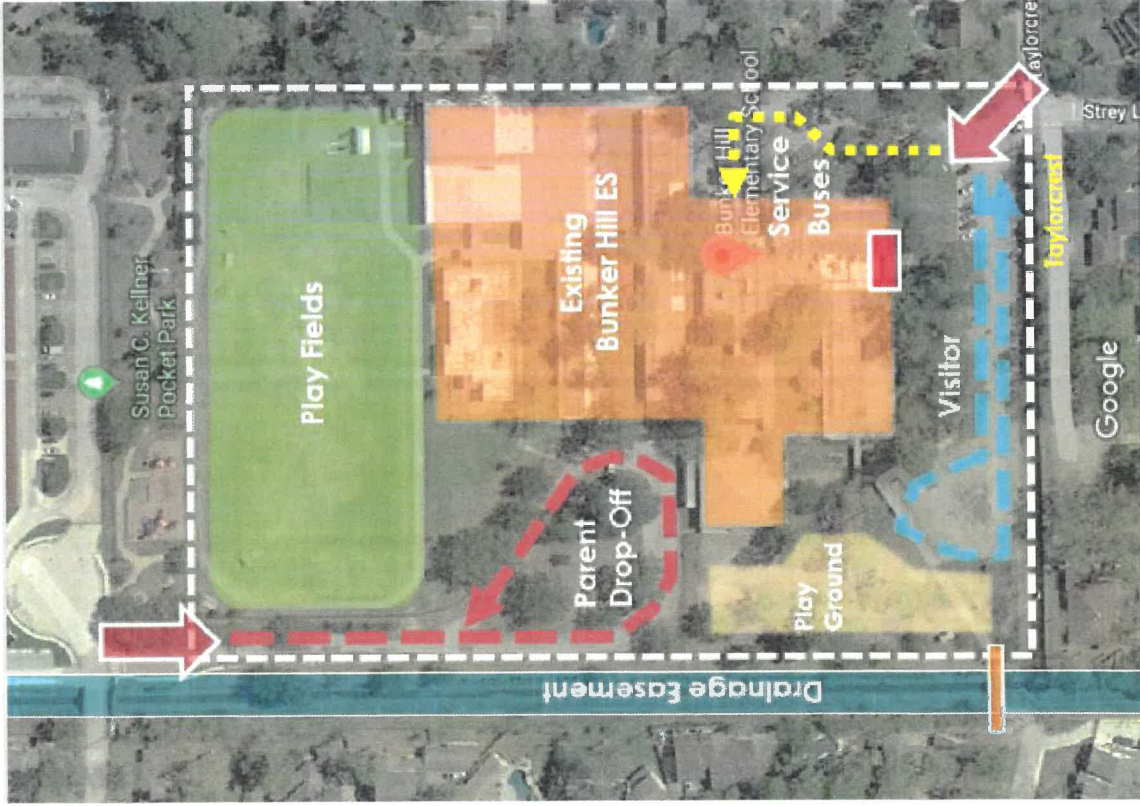 Susan C. Kellner
Pocket Park
Play Fields
Existing
Bunker Hill ES
Bunker Hill
Elementary School
Service
Buses
Parent
Drop-Off
Play
Ground
Visitor
Drainage Easement
Taylorcrest
Taylorcre
Strey L
Google